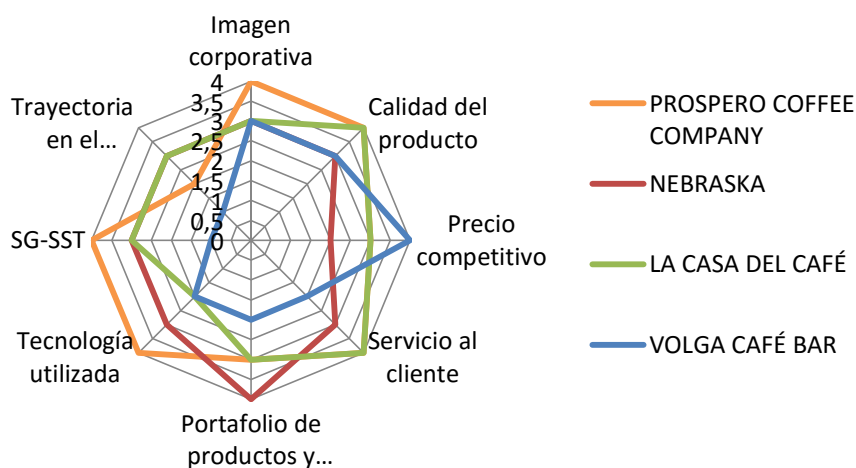 Imagen
corporativa
4
3,5
3
2,5
2
1,5
1
0,5
0
Calidad del
producto
Precio
competitivo
Servicio al
cliente
Portafolio de
productos y...
Tecnología
utilizada
SG-SST
Trayectoria
en el...
PROSPERO COFFEE
COMPANY
NEBRASKA
LA CASA DEL CAFÉ
VOLGA CAFÉ BAR